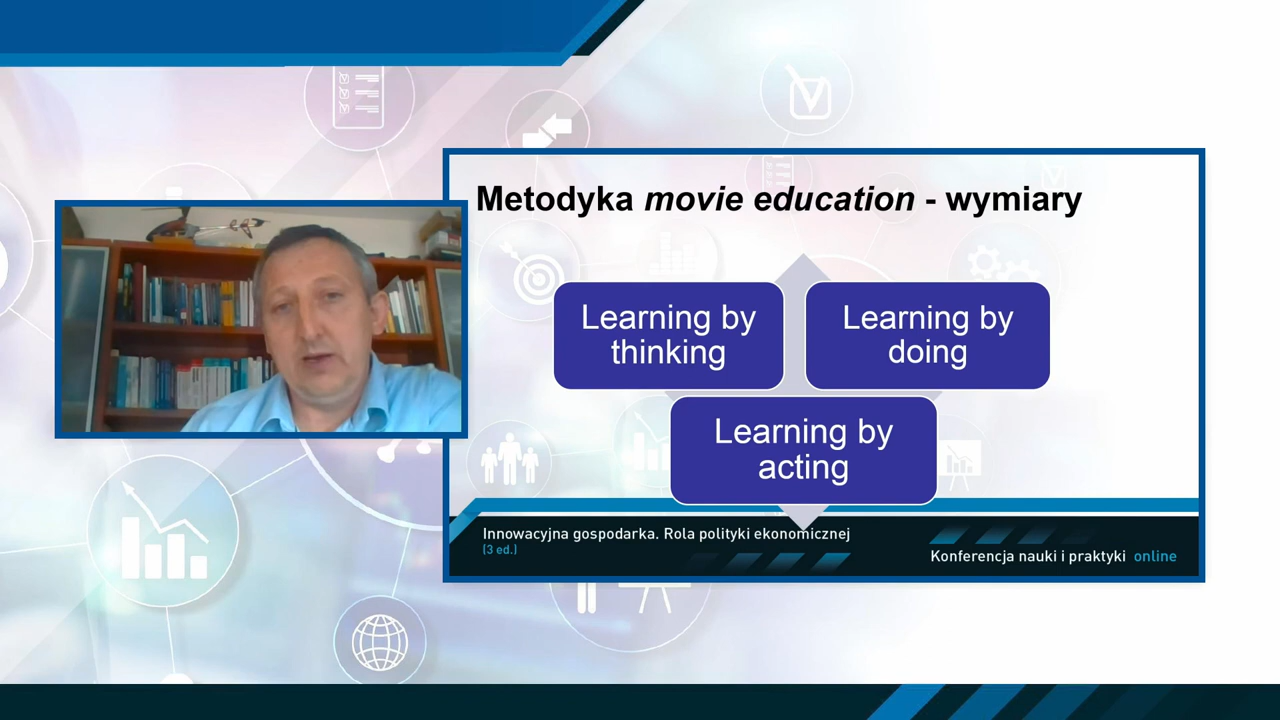 Metodyka movie education - wymiary
Learning by
thinking
Learning by
doing
Learning by
acting
Innowacyjna gospodarka. Rola polityki ekonomicznej
(3 ed.)
Konferencja nauki i praktyki online